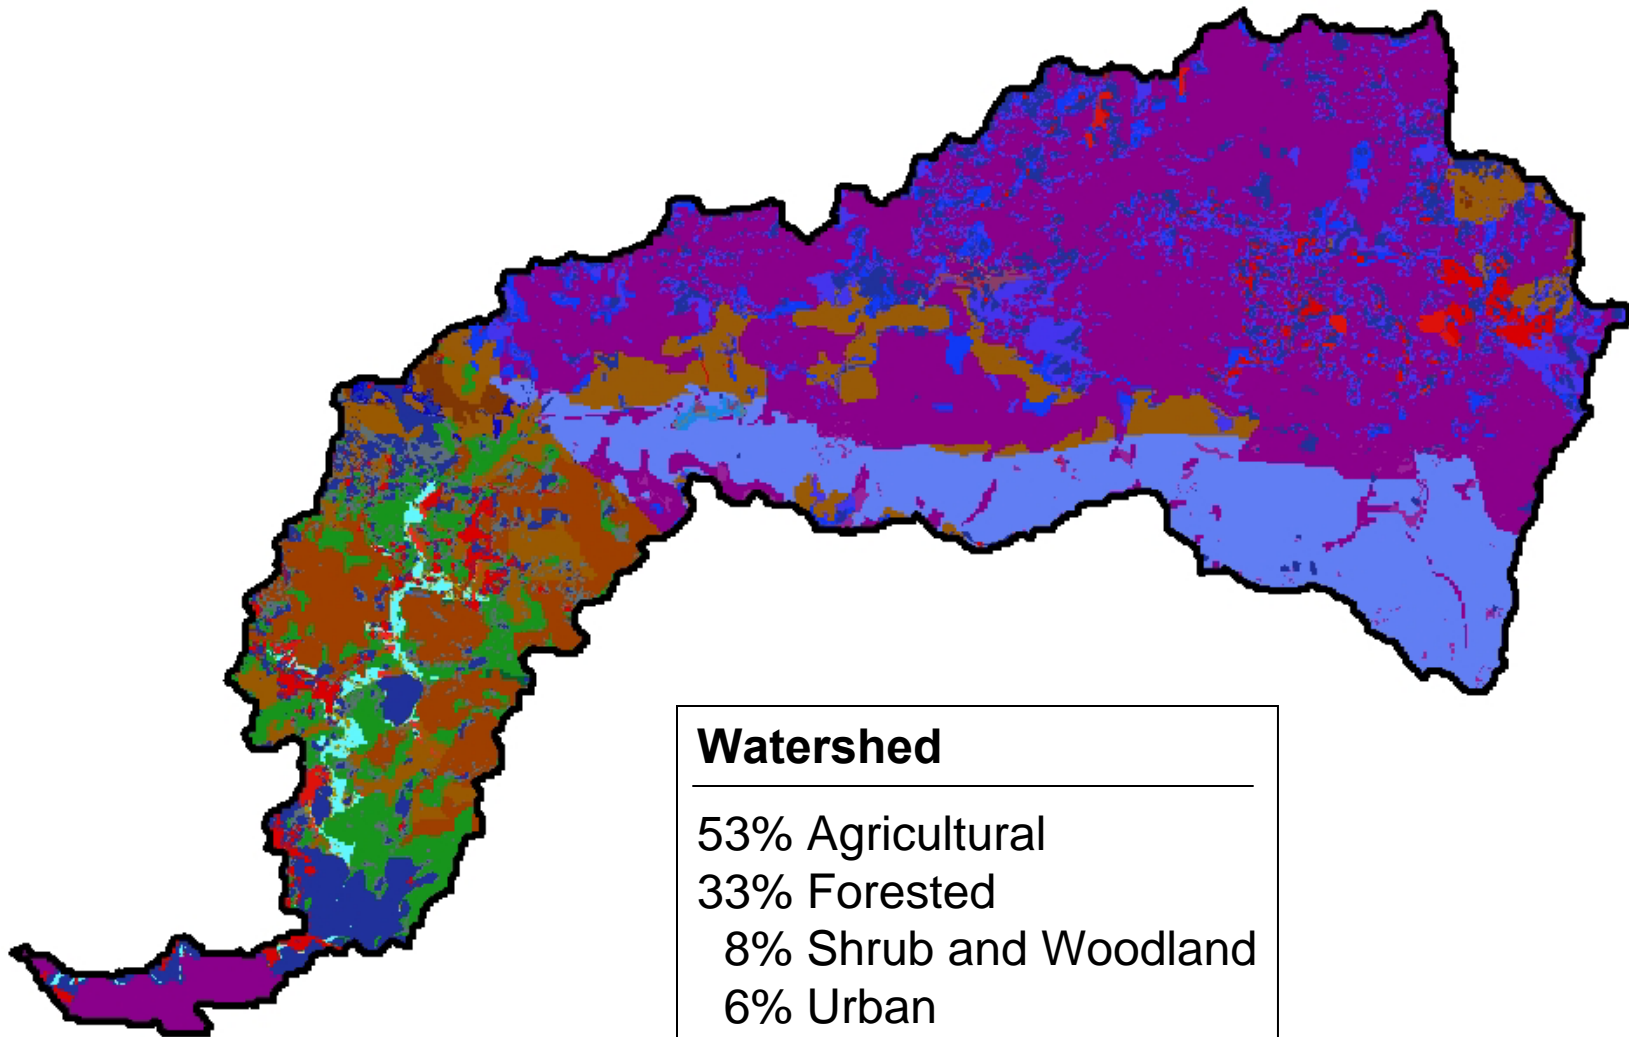 Watershed
53% Agricultural
33% Forested
8% Shrub and Woodland
6% Urban